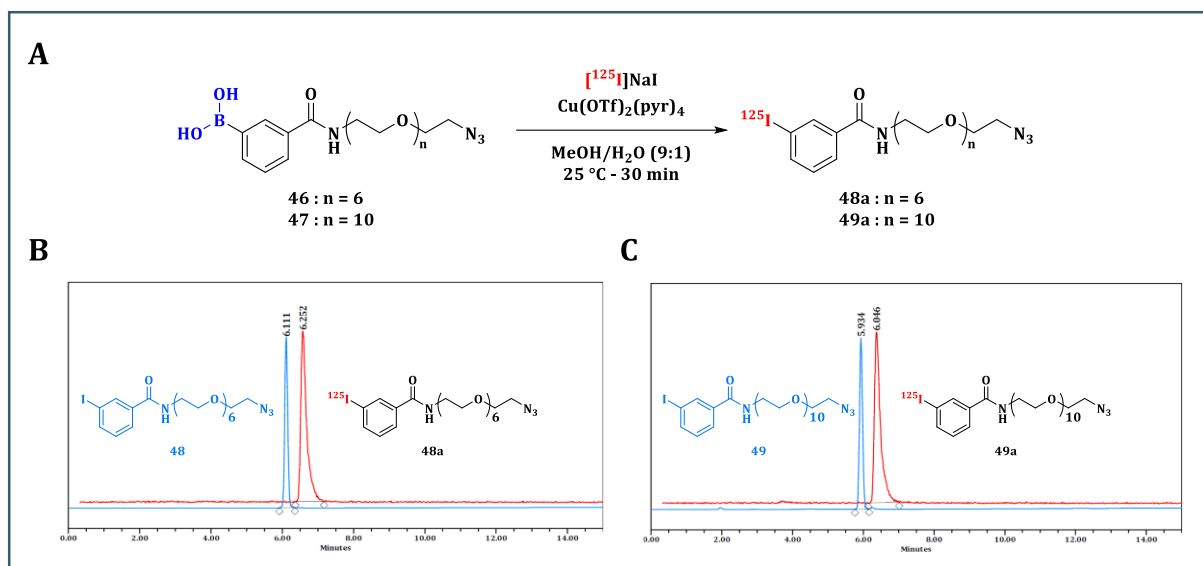 A
OH
HO
B
O
N
H
O
n
N3
46 : n = 6
47 : n = 10
[125I]NaI
Cu(OTf)2(pyr)4
MeOH/H2O (9:1)
25 °C - 30 min
125I
O
N
H
O
n
N3
48a : n = 6
49a : n = 10
B
6.111
6.252
I
O
N
H
O
6
N3
48
125I
O
N
H
O
6
N3
48a
0.00 2.00 4.00 6.00 8.00 10.00 12.00 14.00
Minutes
C
5.934
6.046
I
O
N
H
O
10
N3
49
125I
O
N
H
O
10
N3
49a
0.00 2.00 4.00 6.00 8.00 10.00 12.00 14.00
Minutes